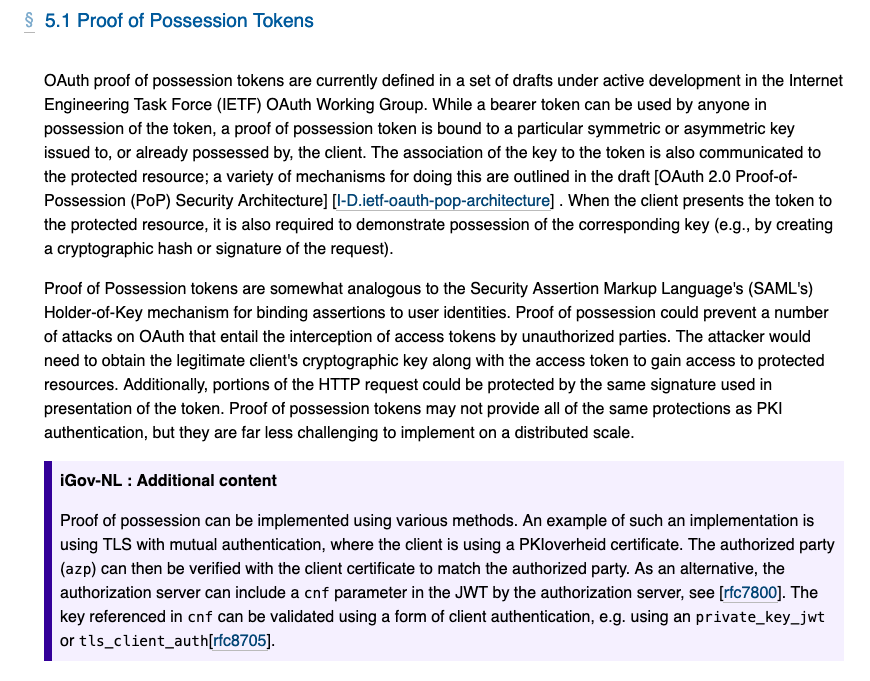 § 5.1 Proof of Possession Tokens
OAuth proof of possession tokens are currently defined in a set of drafts under active development in the Internet
Engineering Task Force (IETF) OAuth Working Group. While a bearer token can be used by anyone in
possession of the token, a proof of possession token is bound to a particular symmetric or asymmetric key
issued to, or already possessed by, the client. The association of the key to the token is also communicated to
the protected resource; a variety of mechanisms for doing this are outlined in the draft [OAuth 2.0 Proof-of-
Possession (PoP) Security Architecture] [I-D.ietf-oauth-pop-architecture] . When the client presents the token to
the protected resource, it is also required to demonstrate possession of the corresponding key (e.g., by creating
a cryptographic hash or signature of the request).
Proof of Possession tokens are somewhat analogous to the Security Assertion Markup Language's (SAML's)
Holder-of-Key mechanism for binding assertions to user identities. Proof of possession could prevent a number
of attacks on OAuth that entail the interception of access tokens by unauthorized parties. The attacker would
need to obtain the legitimate client's cryptographic key along with the access token to gain access to protected
resources. Additionally, portions of the HTTP request could be protected by the same signature used in
presentation of the token. Proof of possession tokens may not provide all of the same protections as PKI
authentication, but they are far less challenging to implement on a distributed scale.
iGov-NL : Additional content
Proof of possession can be implemented using various methods. An example of such an implementation is
using TLS with mutual authentication, where the client is using a PKIoverheid certificate. The authorized party
(azp) can then be verified with the client certificate to match the authorized party. As an alternative, the
authorization server can include a cnf parameter in the JWT by the authorization server, see [rfc7800]. The
key referenced in cnf can be validated using a form of client authentication, e.g. using an private_key_jwt
or tls_client_auth[rfc8705].